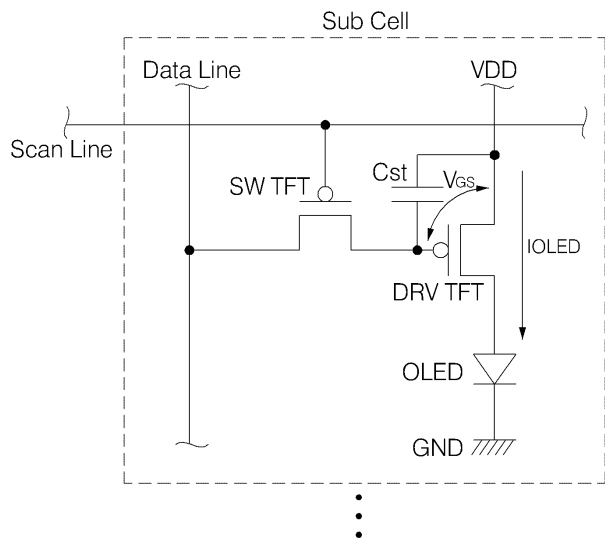 Sub Cell
Data Line
VDD
Scan Line
Cst
VGS
SW TFT
IOLED
DRV TFT
OLED
GND